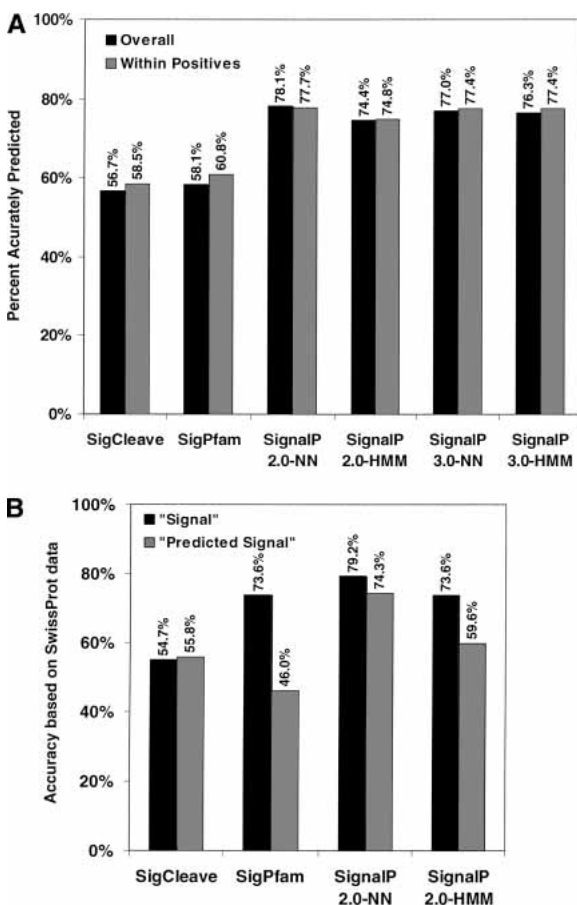 A
100%
80%
60%
40%
20%
0%
Percent Acurately Predicted
Overall
Within Positives
56.7%
58.5%
58.1%
60.8%
78.1%
77.7%
74.4%
74.8%
77.0%
77.4%
76.3%
77.4%
SigCleave
SigPfam
SignalP
2.0-NN
SignalP
2.0-HMM
SignalP
3.0-NN
SignalP
3.0-HMM
B
100%
80%
60%
40%
20%
0%
Accuracy based on SwissProt data
"Signal"
"Predicted Signal"
54.7%
55.8%
73.6%
46.0%
79.2%
74.3%
73.6%
59.6%
SigCleave
SigPfam
SignalP
2.0-NN
SignalP
2.0-HMM